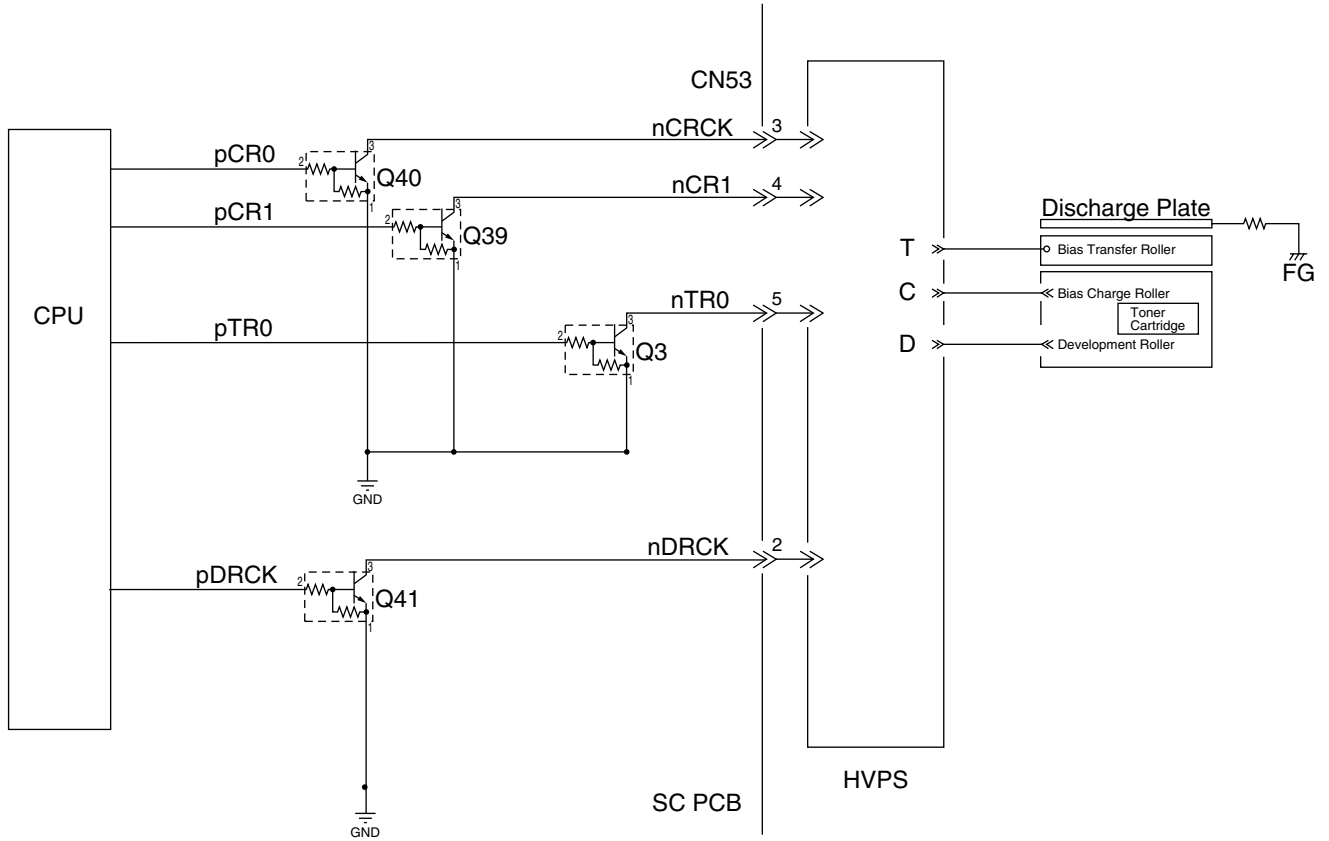 CN53
nCRCK
3
pCR0
2
3
Q40
1
nCR1
4
pCR1
2
3
Q39
1
Discharge Plate
T
Bias Transfer Roller
FG
C
Bias Charge Roller
Toner
Cartridge
D
Development Roller
CPU
nTR0
5
pTR0
2
3
Q3
1
GND
nDRCK
2
pDRCK
2
3
Q41
1
HVPS
SC PCB
GND